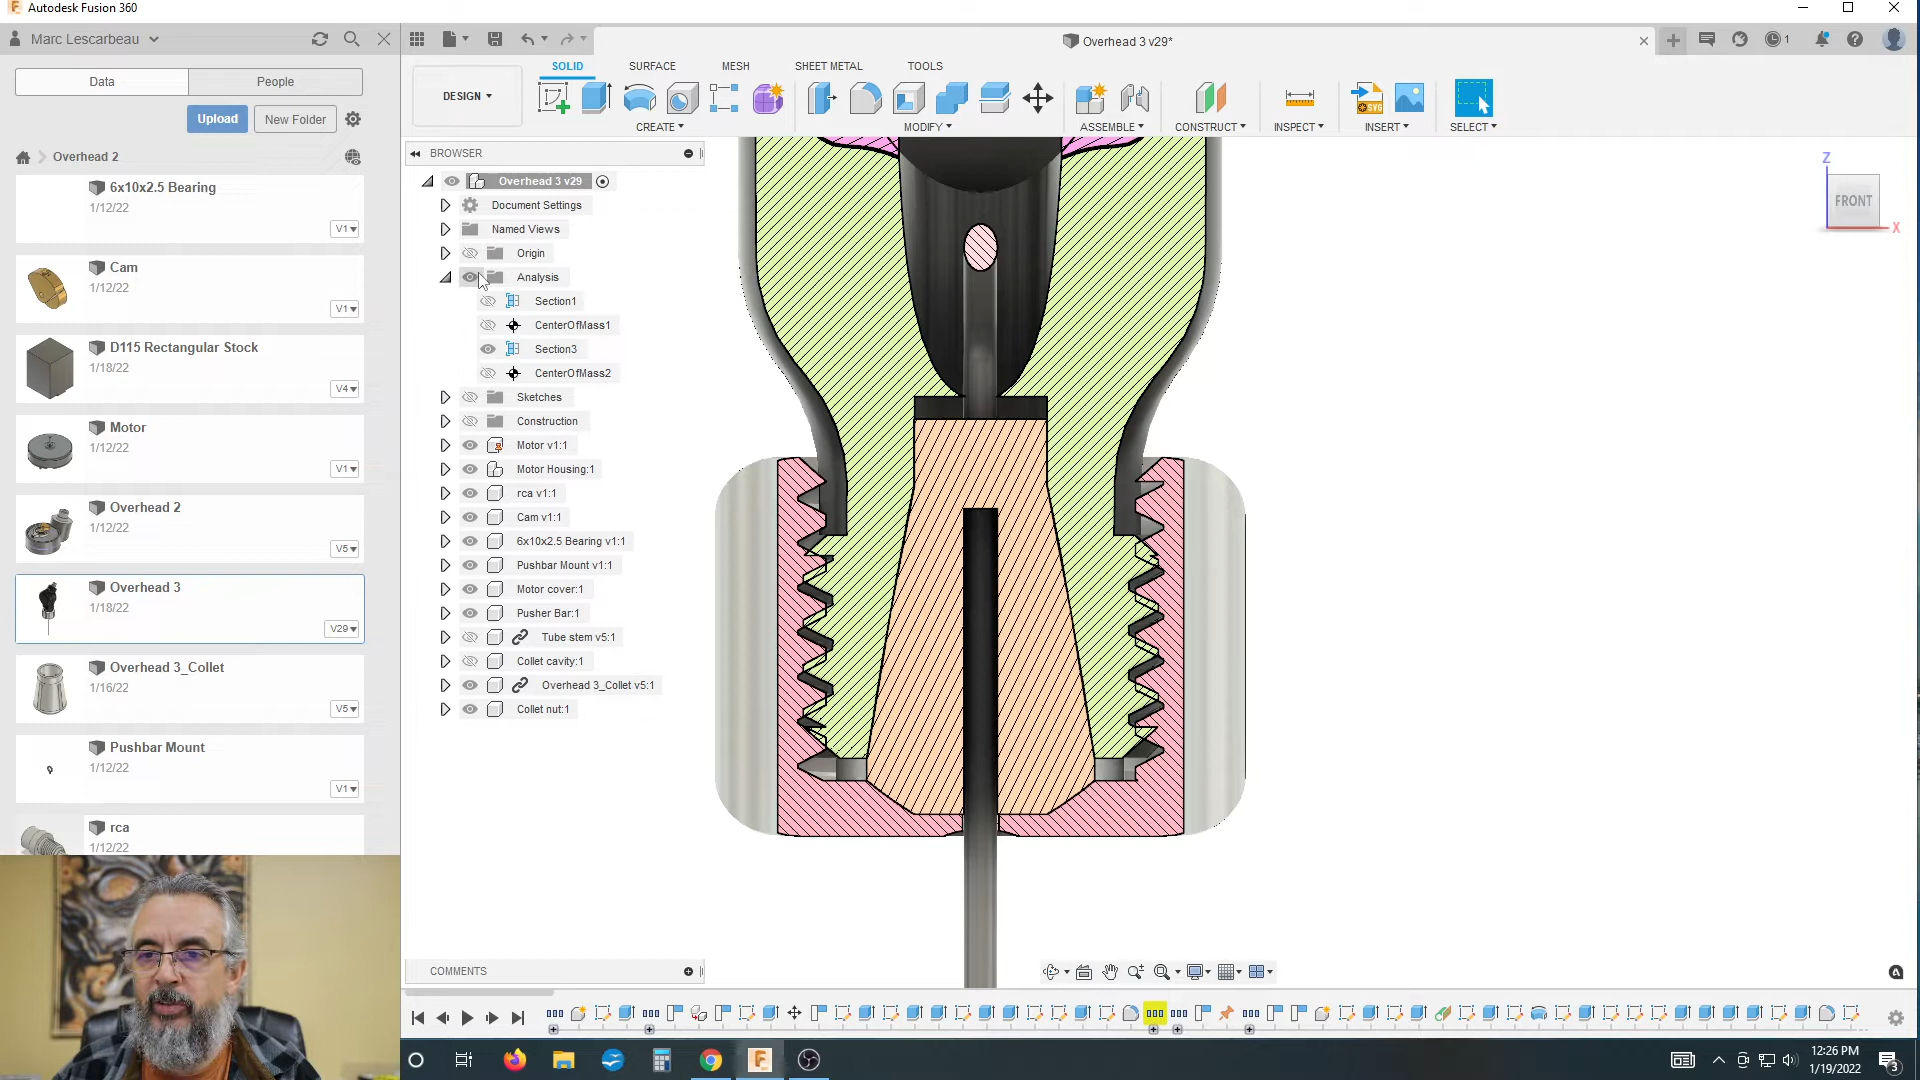 Autodesk Fusion 360
Marc Lescarbeau
Data
People
Upload
New Folder
Overhead 2
6x10x2.5 Bearing
1/12/22
V1
Cam
1/12/22
V1
D115 Rectangular Stock
1/18/22
V4
Motor
1/12/22
V1
Overhead 2
1/12/22
V5
Overhead 3
1/18/22
V29
Overhead 3_Collet
1/16/22
V5
Pushbar Mount
1/12/22
V1
rca
1/12/22
Overhead 3 v29*
1
DESIGN
SOLID
SURFACE
MESH
SHEET METAL
TOOLS
CREATE
MODIFY
ASSEMBLE
CONSTRUCT
INSPECT
INSERT
SELECT
BROWSER
Overhead 3 v29
Document Settings
Named Views
Origin
Analysis
Section1
CenterOfMass1
Section3
CenterOfMass2
Sketches
Construction
Motor v1:1
Motor Housing:1
rca v1:1
Cam v1:1
6x10x2.5 Bearing v1:1
Pushbar Mount v1:1
Motor cover:1
Pusher Bar:1
Tube stem v5:1
Collet cavity:1
Overhead 3_Collet v5:1
Collet nut:1
Z
FRONT
X
COMMENTS
12:26 PM
1/19/2022
3